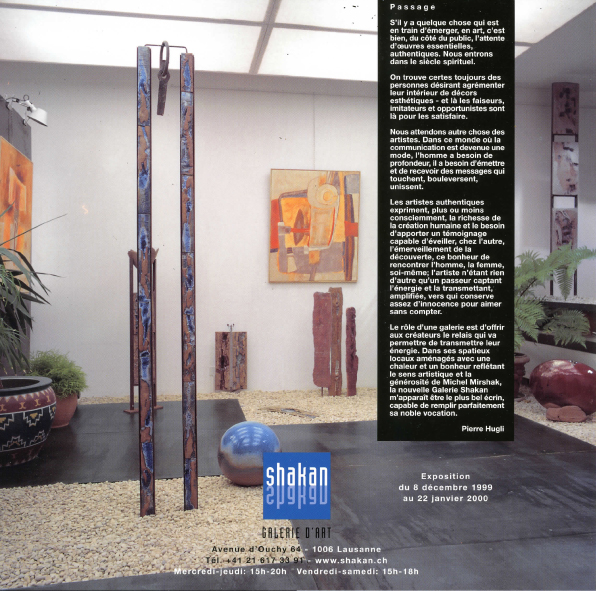 Passage
S'il y a quelque chose qui est
en train d'émerger, en art, c'est
bien, du côté du public, l'attente
d'œuvres essentielles,
authentiques. Nous entrons
dans le siècle spirituel.
On trouve certes toujours des
personnes désirant agrémenter
leur intérieur de décors
esthétiques - et là les faiseurs,
imitateurs et opportunistes sont
là pour les satisfaire.
Nous attendons autre chose des
artistes. Dans ce monde où la
communication est devenue une
mode, l'homme a besoin de
profondeur, il a besoin d'émettre
et de recevoir des messages qui
touchent, bouleversent,
unissent.
Les artistes authentiques
expriment, plus ou moins
consciemment, la richesse de
la création humaine et le besoin
d'apporter un témoignage
capable d'éveiller, chez l'autre,
l'émerveillement de la
découverte, ce bonheur de
rencontrer l'homme, la femme,
soi-même; l'artiste n'étant rien
d'autre qu'un passeur captant
l'énergie et la transmettant,
amplifiée, vers qui conserve
assez d'innocence pour aimer
sans compter.
Le rôle d'une galerie est d'offrir
aux créateurs le relais qui va
permettre de transmettre leur
énergie. Dans ses spatieux
locaux aménagés avec une
chaleur et un bonheur reflétant
le sens artistique et la
générosité de Michel Mirshak,
la nouvelle Galerie Shakan
m'apparaît être le plus bel écrin,
capable de remplir parfaitement
sa noble vocation.
Pierre Hugli
Exposition
du 8 décembre 1999
au 22 janvier 2000
shakan
GALERIE D'ART
Avenue d'Ouchy 64 - 1006 Lausanne
Tél. +41 21 617 33 91 - www.shakan.ch
Mercredi-jeudi: 15h-20h Vendredi-samedi: 15h-18h